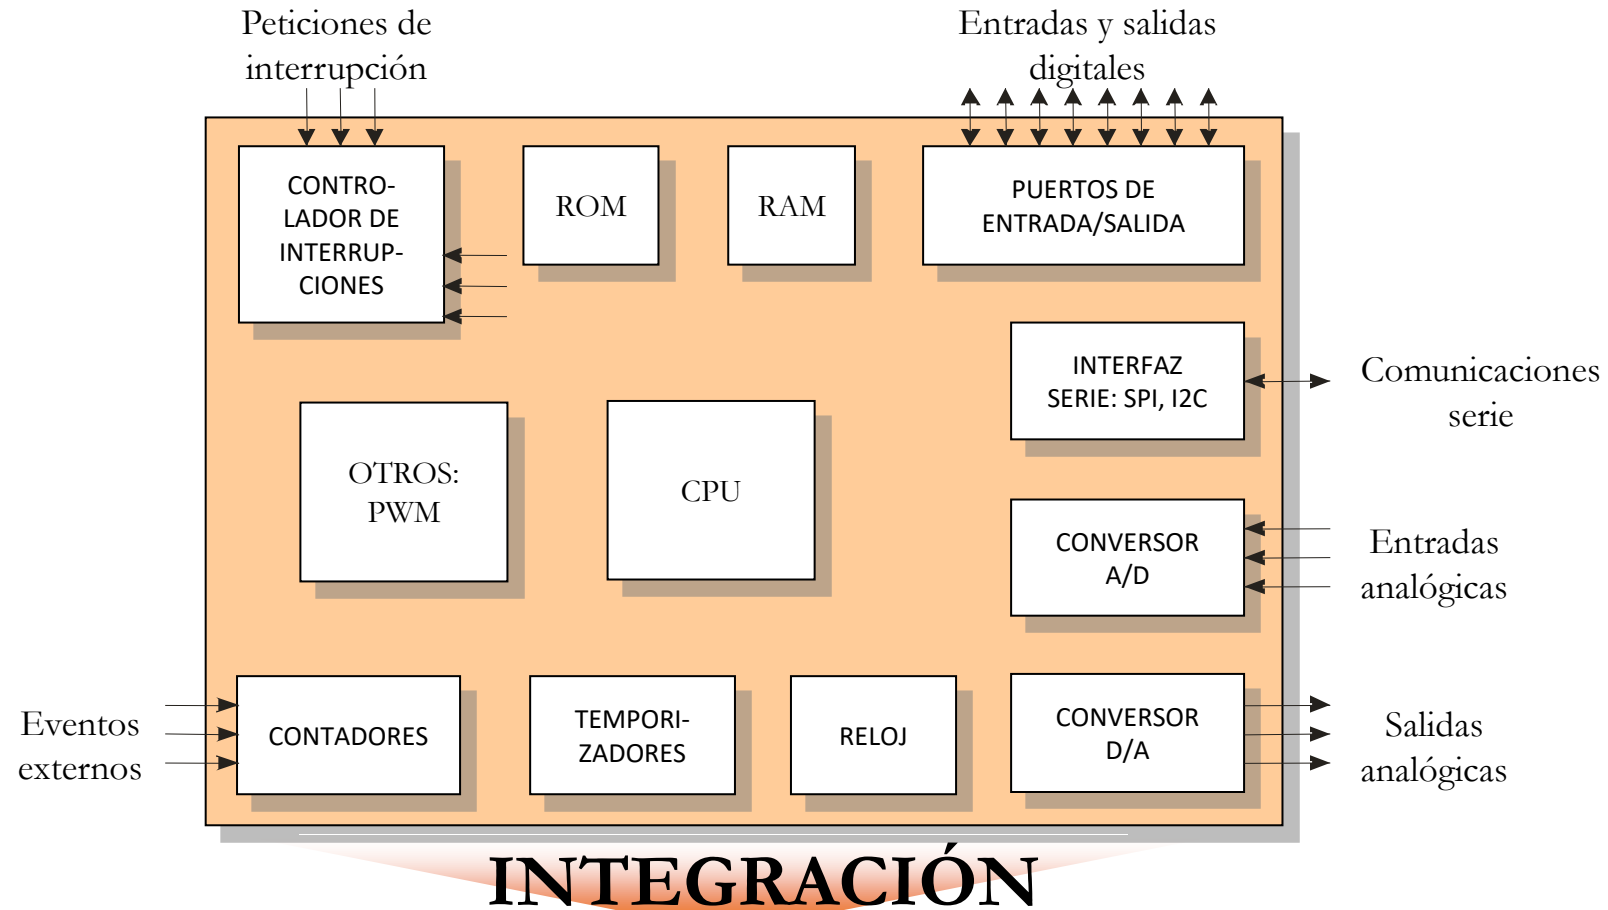 Peticiones de
interrupción
Entradas y salidas
digitales
CONTRO-
LADOR DE
INTERRUP-
CIONES
ROM
RAM
PUERTOS DE
ENTRADA/SALIDA
INTERFAZ
SERIE: SPI, I2C
Comunicaciones
serie
OTROS:
PWM
CPU
CONVERSOR
A/D
Entradas
analógicas
Eventos
externos
CONTADORES
TEMPORI-
ZADORES
RELOJ
CONVERSOR
D/A
Salidas
analógicas
INTEGRACIÓN